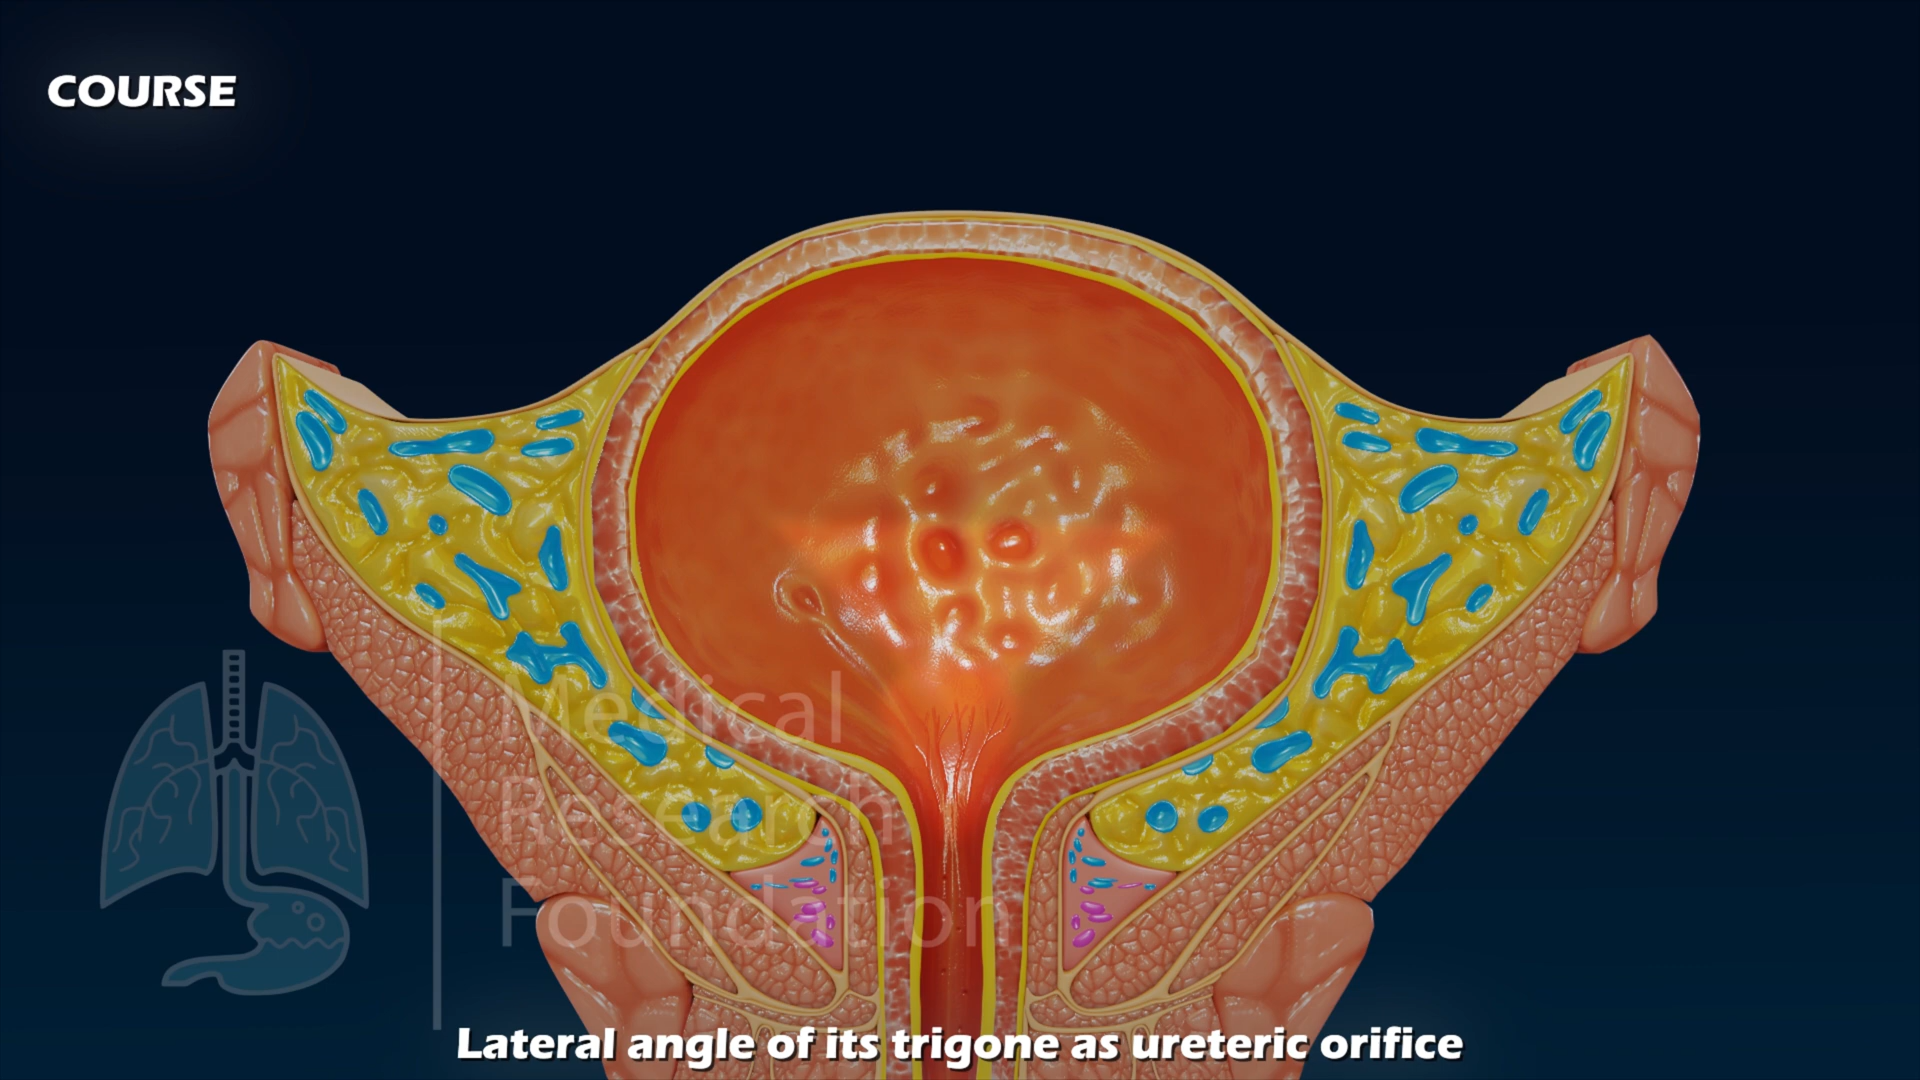 COURSE
Medical
Research
Foundation
Lateral angle of its trigone as ureteric orifice